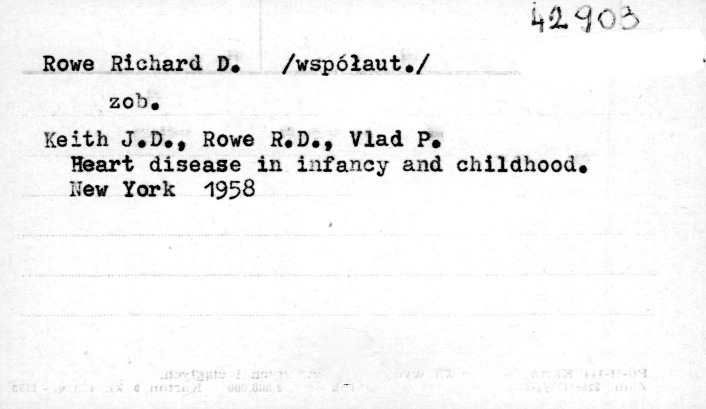 42903
Rowe Richard D. /współaut./
zob.
Keith J.D., Rowe R.D., Vlad P.
Heart disease in infancy and childhood.
New York 1958